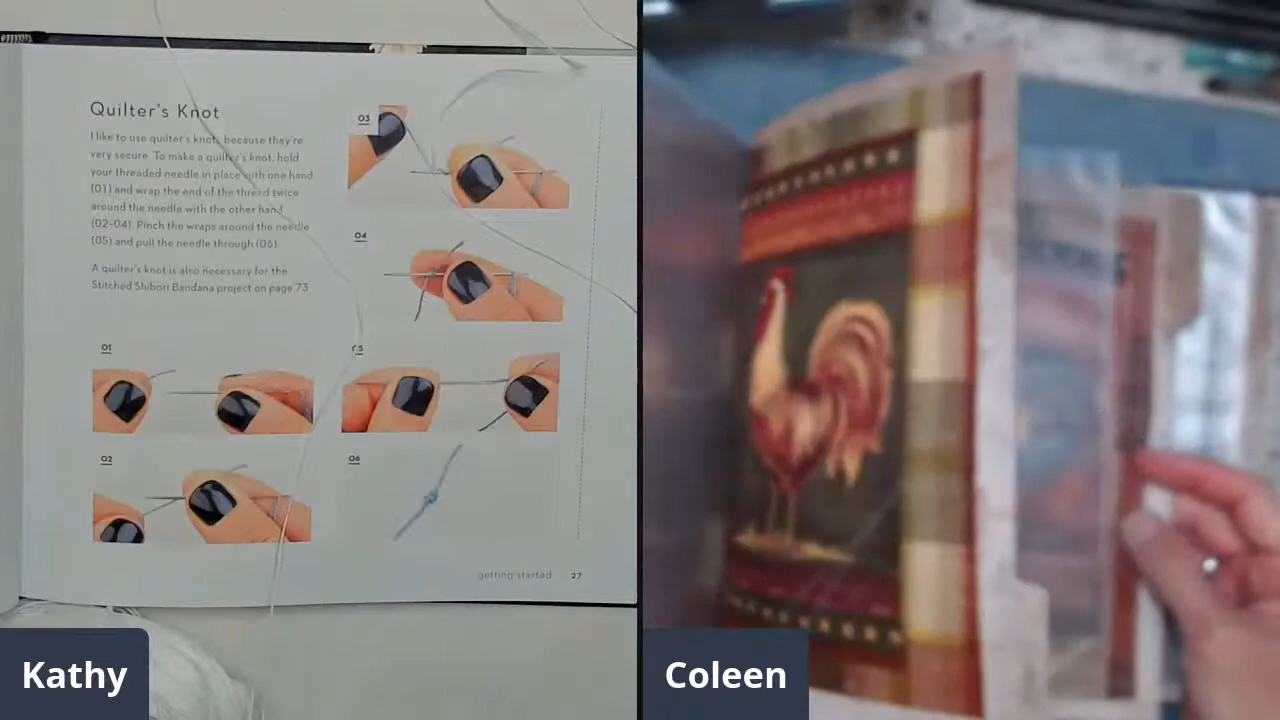 Quilter's Knot
I like to use quilter's knots because they're
very secure. To make a quilter's knot, hold
your threaded needle in place with one hand
(01) and wrap the end of the thread twice
around the needle with the other hand
(02–04). Pinch the wraps around the needle
(05) and pull the needle through (06).
A quilter's knot is also necessary for the
Stitched Shibori Bandana project on page 73
01
02
03
04
05
06
getting started 27
Kathy
Coleen